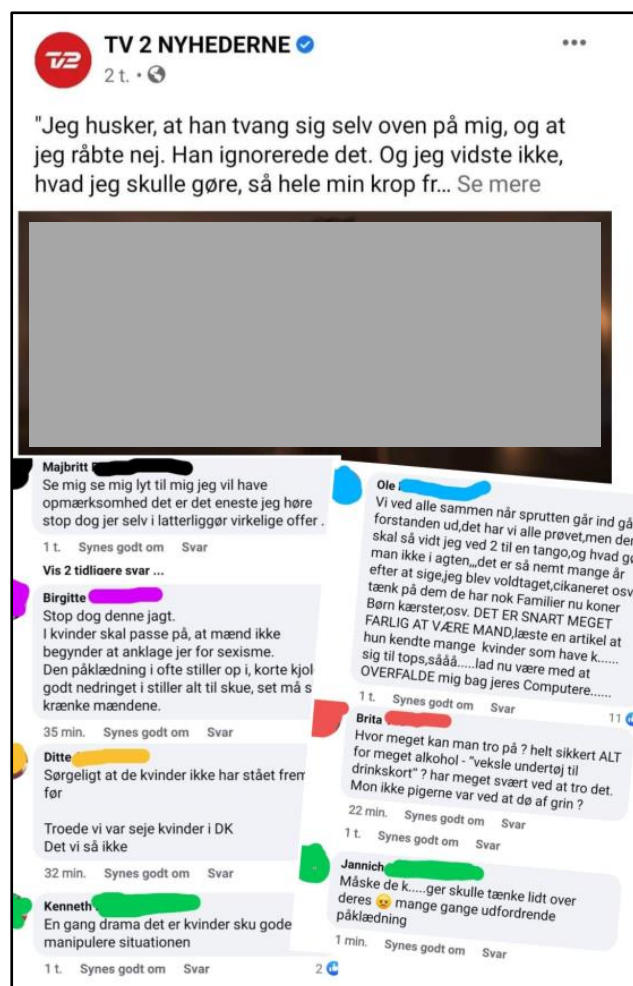 TV2
TV 2 NYHEDERNE
2 t.
"Jeg husker, at han tvang sig selv oven på mig, og at
jeg råbte nej. Han ignorerede det. Og jeg vidste ikke,
hvad jeg skulle gøre, så hele min krop fr... Se mere
Majbritt
Se mig se mig lyt til mig jeg vil have
opmærksomhed det er det eneste jeg høre
stop dog jer selv i latterliggør virkelige offer .
1 t. Synes godt om Svar
Vis 2 tidligere svar ...
Birgitte
Stop dog denne jagt.
I kvinder skal passe på, at mænd ikke
begynder at anklage jer for sexisme.
Den påklædning i ofte stiller op i, korte kjol
godt nedringet i stiller alt til skue, set må s
krænke mændene.
35 min. Synes godt om Svar
Ditte
Sørgeligt at de kvinder ikke har stået frem
før
Troede vi var seje kvinder i DK
Det vi så ikke
32 min. Synes godt om Svar
Kenneth
En gang drama det er kvinder sku gode
manipulere situationen
1 t. Synes godt om Svar 2
Ole
Vi ved alle sammen når sprutten går ind gå
forstanden ud,det har vi alle prøvet,men der
skal så vidt jeg ved 2 til en tango,og hvad gø
man ikke i agten,,,det er så nemt mange år
efter at sige,jeg blev voldtaget,cikaneret osv
tænk på dem de har nok Familier nu koner
Børn kærster,osv. DET ER SNART MEGET
FARLIG AT VÆRE MAND,læste en artikel at
hun kendte mange kvinder som have k......
sig til tops,sååå.....lad nu være med at
OVERFALDE mig bag jeres Computere......
1 t. Synes godt om Svar 11
Brita
Hvor meget kan man tro på ? helt sikkert ALT
for meget alkohol - "veksle undertøj til
drinkskort" ? har meget svært ved at tro det.
Mon ikke pigerne var ved at dø af grin ?
22 min. Synes godt om Svar
1 t. Synes godt om Svar
Jannich
Måske de k.....ger skulle tænke lidt over
deres 😠 mange gange udfordrende
påklædning
1 min. Synes godt om Svar